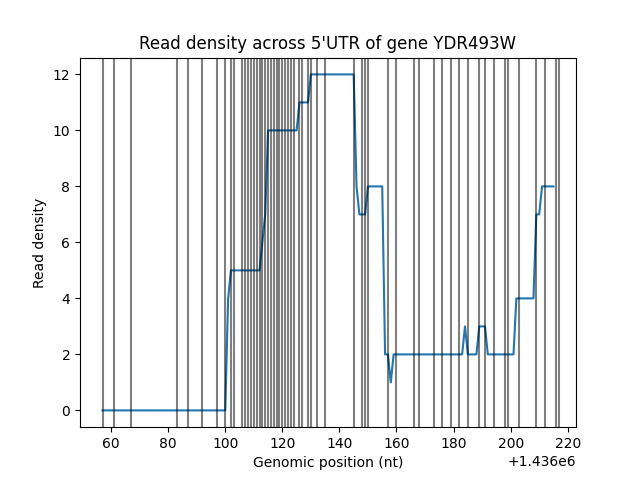 Read density across 5'UTR of gene YDR493W
12
10
8
6
4
2
0
Read density
60 80 100 120 140 160 180 200 220
Genomic position (nt)
+1.436e6